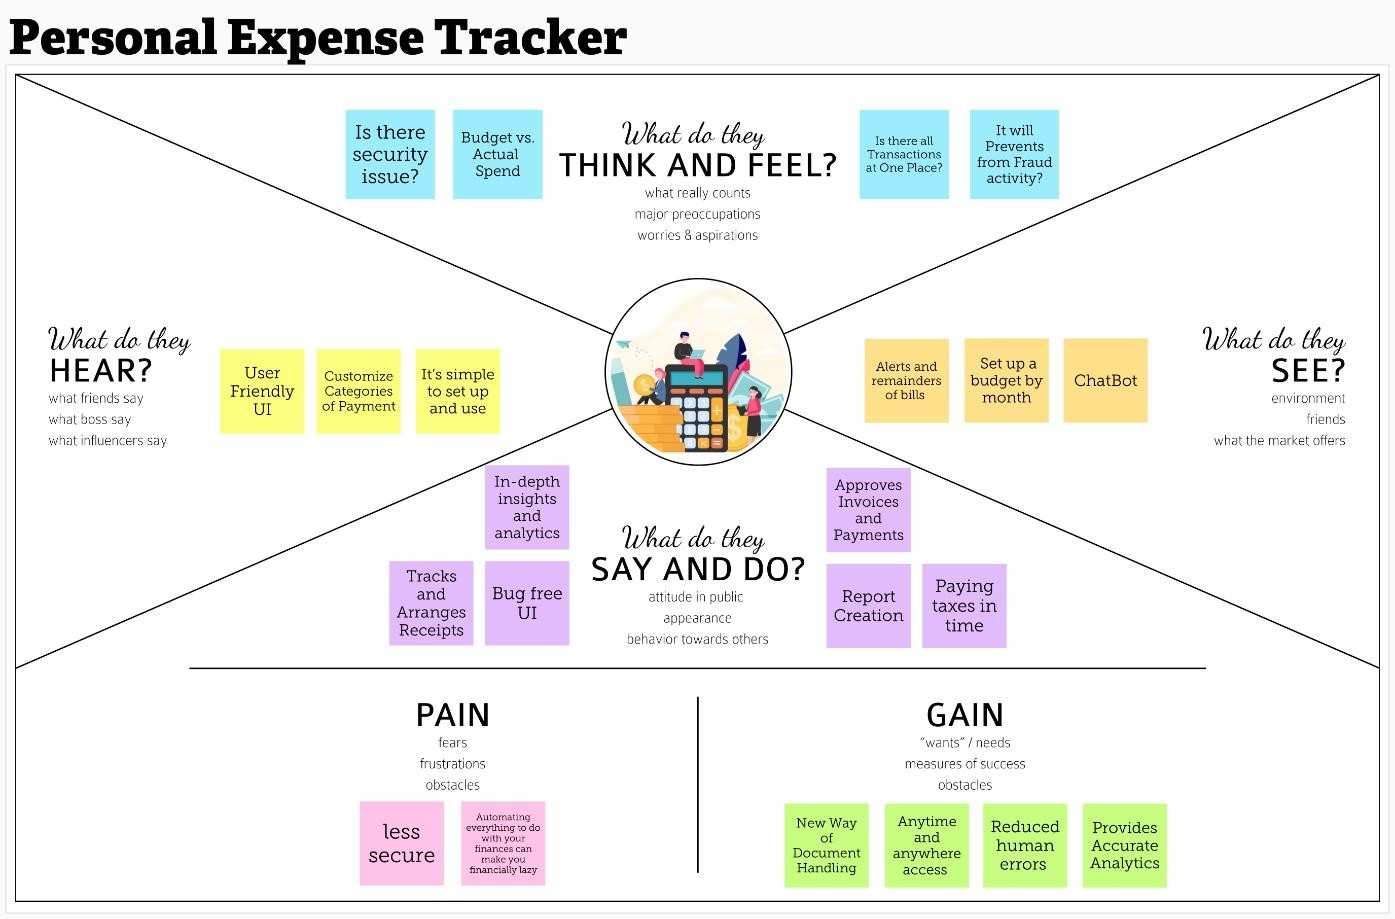 Personal Expense Tracker
Is there
security
issue?
Budget vs.
Actual
Spend
What do they
THINK AND FEEL?
what really counts
major preoccupations
worries & aspirations
Is there all
Transactions
at One Place?
It will
Prevents
from Fraud
activity?
What do they
HEAR?
what friends say
what boss say
what influencers say
User
Friendly
UI
Customize
Categories
of Payment
It's simple
to set up
and use
Alerts and
remainders
of bills
Set up a
budget by
month
ChatBot
What do they
SEE?
environment
friends
what the market offers
In-depth
insights
and
analytics
Tracks
and
Arranges
Receipts
Bug free
UI
What do they
SAY AND DO?
attitude in public
appearance
behavior towards others
Approves
Invoices
and
Payments
Report
Creation
Paying
taxes in
time
PAIN
fears
frustrations
obstacles
less
secure
Automating
everything to do
with your
finances can
make you
financially lazy
GAIN
"wants" / needs
measures of success
obstacles
New Way
of
Document
Handling
Anytime
and
anywhere
access
Reduced
human
errors
Provides
Accurate
Analytics